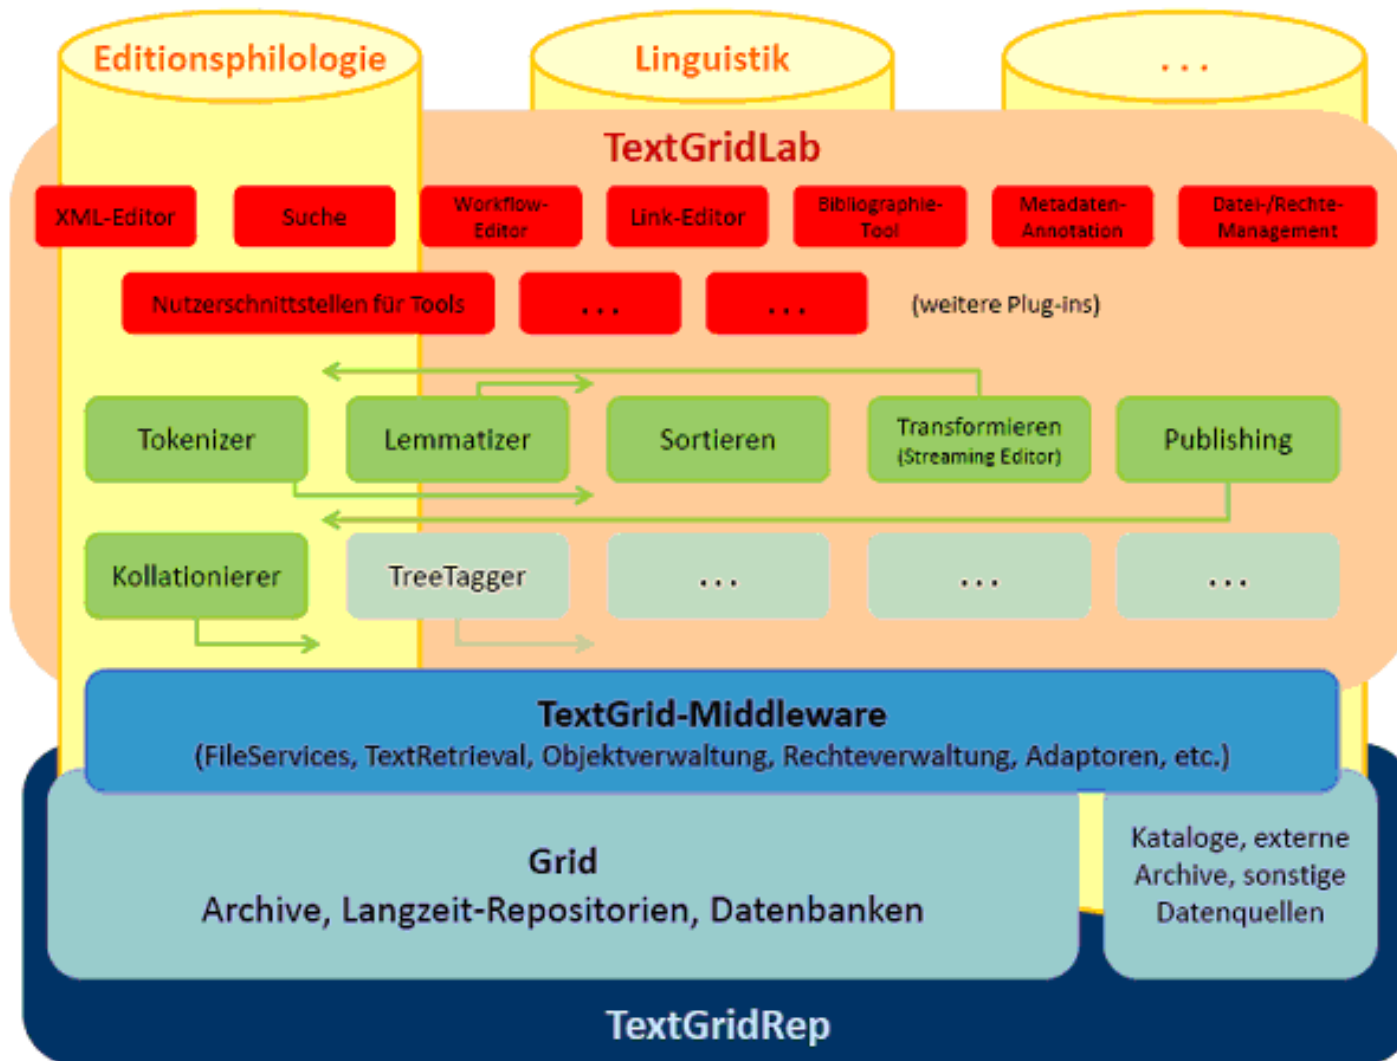 Editionsphilologie
Linguistik
...
TextGridLab
XML-Editor
Suche
Workflow-
Editor
Link-Editor
Bibliographie-
Tool
Metadaten-
Annotation
Datei-/Rechte-
Management
Nutzerschnittstellen für Tools
...
...
(weitere Plug-ins)
Tokenizer
Lemmatizer
Sortieren
Transformieren
(Streaming Editor)
Publishing
Kollationierer
TreeTagger
...
...
...
TextGrid-Middleware
(FileServices, TextRetrieval, Objektverwaltung, Rechteverwaltung, Adaptoren, etc.)
Grid
Archive, Langzeit-Repositorien, Datenbanken
Kataloge, externe
Archive, sonstige
Datenquellen
TextGridRep